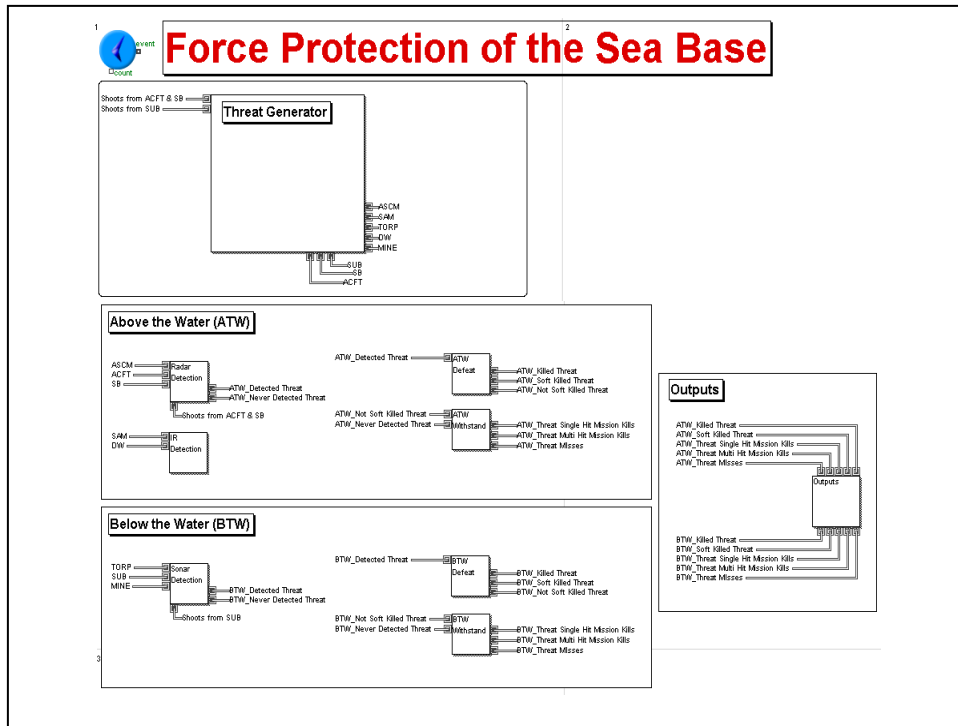 1
2
event
count
Force Protection of the Sea Base
Shoots from ACFT & SB
Shoots from SUB
Threat Generator
ASCM
SAM
TORP
DW
MINE
SUB
SB
ACFT
Above the Water (ATW)
ASCM
ACFT
SB
Radar
Detection
ATW_Detected Threat
ATW_Never Detected Threat
Shoots from ACFT & SB
SAM
DW
IR
Detection
ATW_Detected Threat
ATW
Defeat
ATW_Killed Threat
ATW_Soft Killed Threat
ATW_Not Soft Killed Threat
ATW_Not Soft Killed Threat
ATW_Never Detected Threat
ATW
Withstand
ATW_Threat Single Hit Mission Kills
ATW_Threat Multi Hit Mission Kills
ATW_Threat Misses
Outputs
ATW_Killed Threat
ATW_Soft Killed Threat
ATW_Threat Single Hit Mission Kills
ATW_Threat Multi Hit Mission Kills
ATW_Threat Misses
Outputs
BTW_Killed Threat
BTW_Soft Killed Threat
BTW_Threat Single Hit Mission Kills
BTW_Threat Multi Hit Mission Kills
BTW_Threat Misses
Below the Water (BTW)
TORP
SUB
MINE
Sonar
Detection
BTW_Detected Threat
BTW_Never Detected Threat
Shoots from SUB
BTW_Detected Threat
BTW
Defeat
BTW_Killed Threat
BTW_Soft Killed Threat
BTW_Not Soft Killed Threat
BTW_Not Soft Killed Threat
BTW_Never Detected Threat
BTW
Withstand
BTW_Threat Single Hit Mission Kills
BTW_Threat Multi Hit Mission Kills
BTW_Threat Misses
3